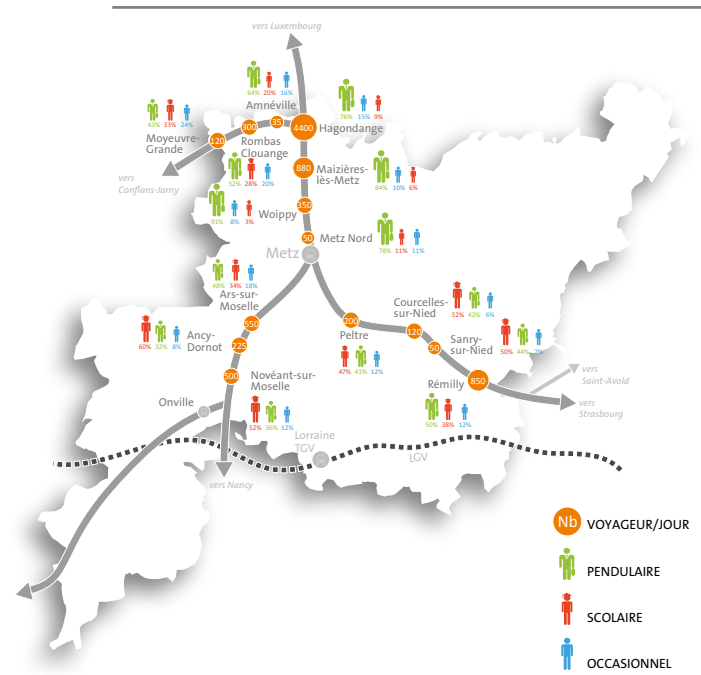 vers Luxembourg
64% 20% 16%
Amnéville
43% 33% 24%
76% 15% 9%
35
4400
Hagondange
300
120
Moyeuvre-
Grande
Rombas
Clouange
52% 28% 20%
880
Maizières-
lès-Metz
84% 10% 6%
vers
Conflans-Jarny
91% 8% 3%
Woippy
350
50
Metz Nord
78% 11% 11%
Metz
48% 34% 18%
Ars-sur-
Moselle
550
60% 32% 8%
Ancy-
Dornot
225
200
Peltre
47% 41% 12%
Courcelles-
sur-Nied
52% 42% 6%
120
50
Sanry-
sur-Nied
50% 44% 7%
500
Novéant-sur-
Moselle
52% 36% 12%
Rémilly
850
50% 38% 12%
vers
Saint-Avold
vers
Strasbourg
Onville
Lorraine
TGV
LGV
vers Nancy
Nb VOYAGEUR/JOUR
PENDULAIRE
SCOLAIRE
OCCASIONNEL